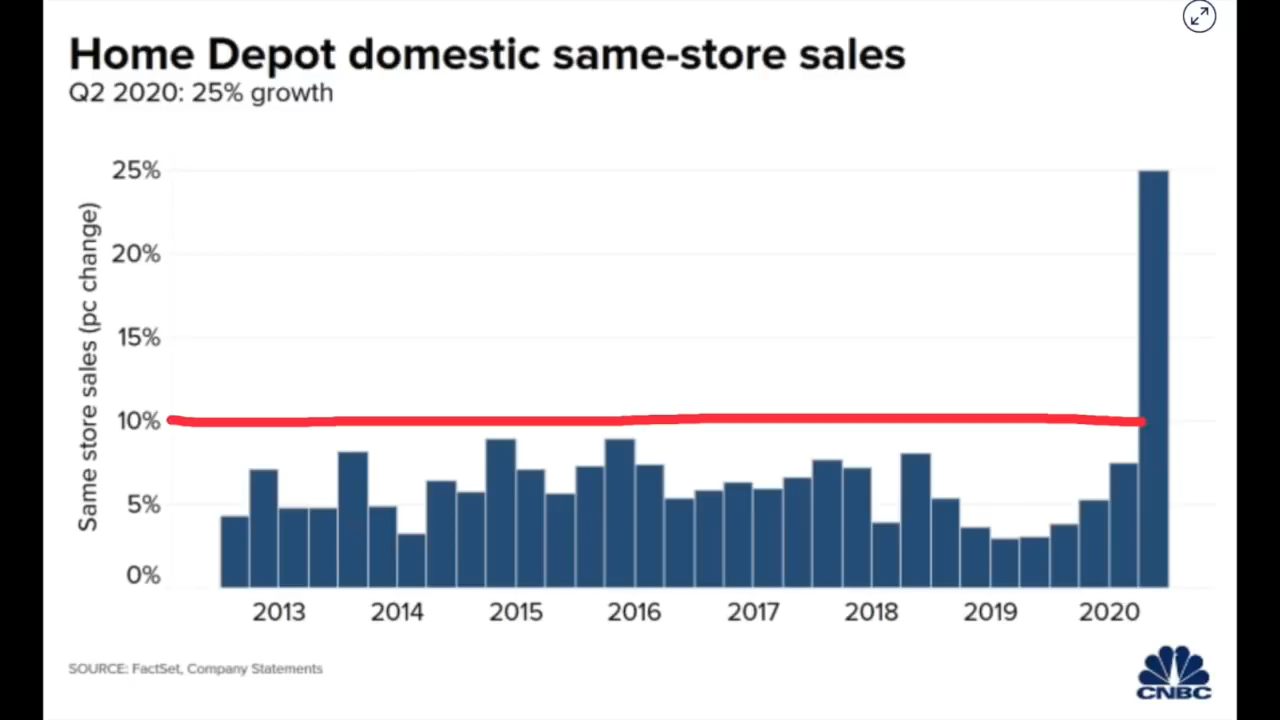 Home Depot domestic same-store sales
Q2 2020: 25% growth
Same store sales (pc change)
25%
20%
15%
10%
5%
0%
2013 2014 2015 2016 2017 2018 2019 2020
SOURCE: FactSet, Company Statements
CNBC